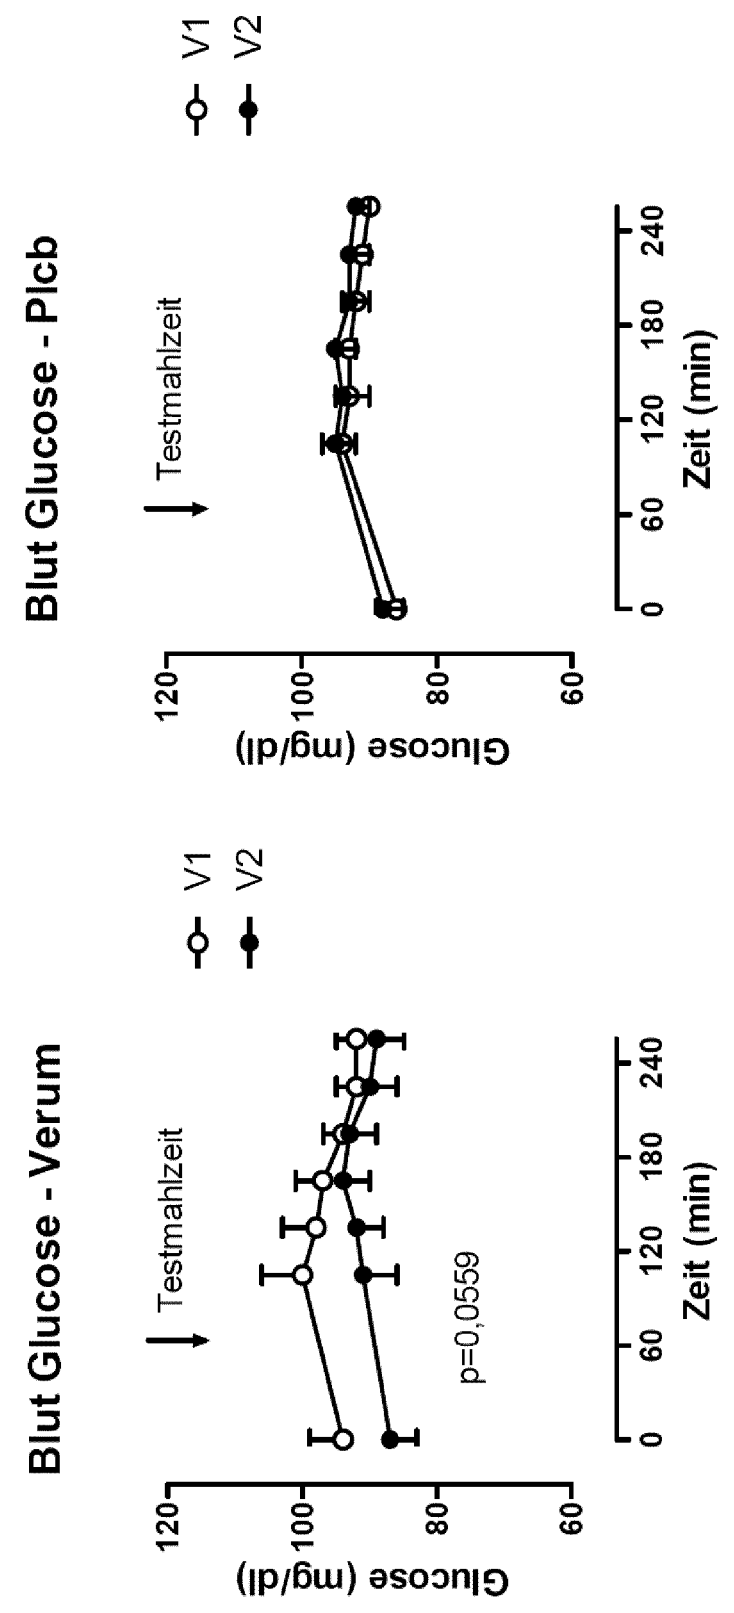 Blut Glucose - Verum
Testmahlzeit
V1
V2
120
100
80
60
Glucose (mg/dl)
p=0,0559
0
60
120
180
240
Zeit (min)
Blut Glucose - Plcb
Testmahlzeit
V1
V2
120
100
80
60
Glucose (mg/dl)
0
60
120
180
240
Zeit (min)